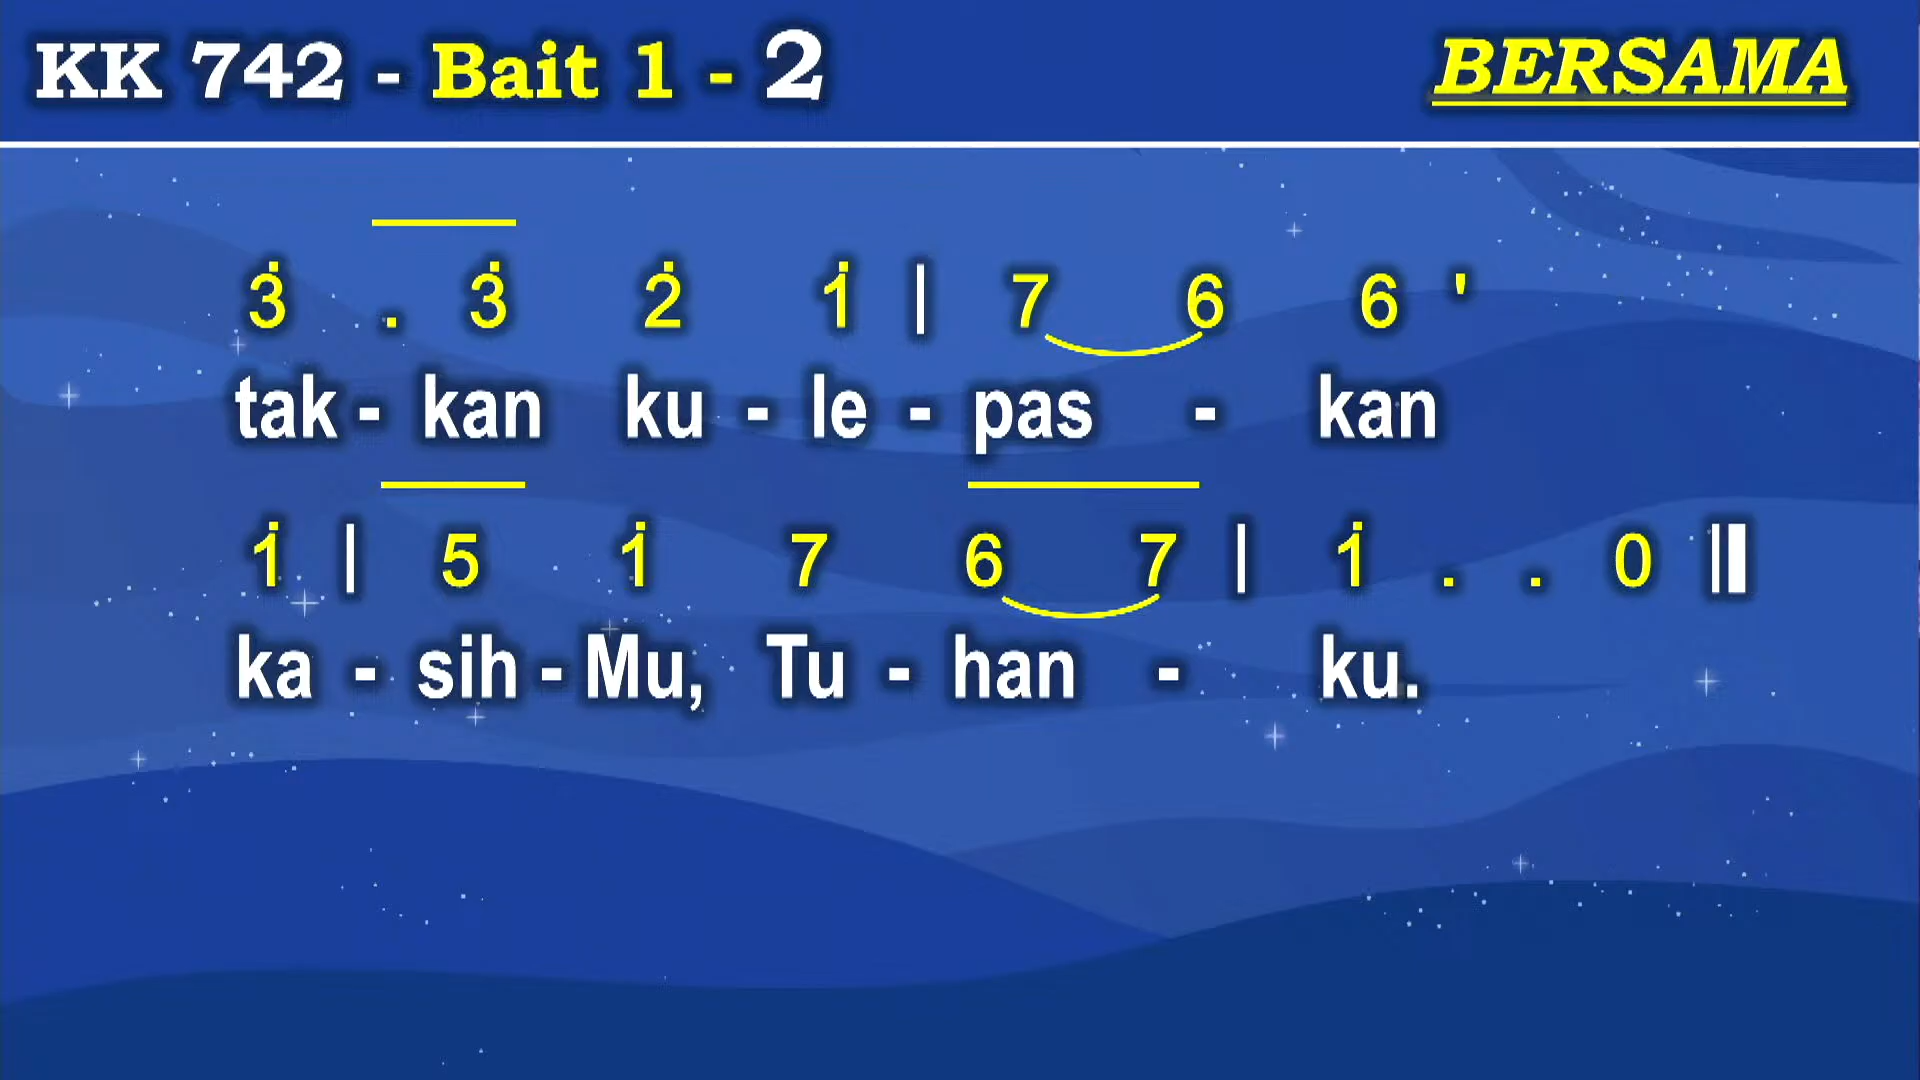 KK 742 - Bait 1 - 2 BERSAMA
3̇ . 3̇ 2̇ 1̇ | 7 6 6 '
tak - kan ku - le - pas - kan
1̇ | 5 1̇ 7 6 7 | 1̇ . . 0 ‖
ka - sih - Mu, Tu - han - ku.